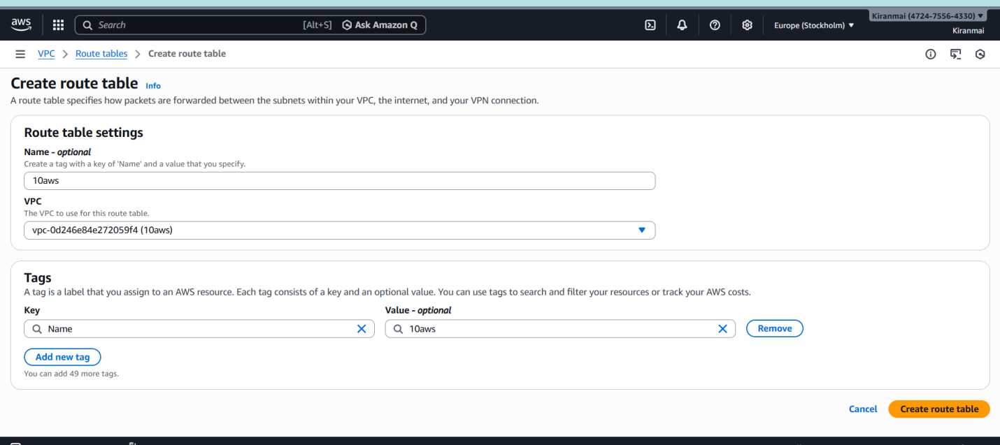 aws
Search [Alt+S] Ask Amazon Q
Europe (Stockholm)
Kiranmai (4724-7556-4330)
Kiranmai
VPC > Route tables > Create route table
Create route table Info
A route table specifies how packets are forwarded between the subnets within your VPC, the internet, and your VPN connection.
Route table settings
Name - optional
Create a tag with a key of 'Name' and a value that you specify.
10aws
VPC
The VPC to use for this route table.
vpc-0d246e84e272059f4 (10aws)
Tags
A tag is a label that you assign to an AWS resource. Each tag consists of a key and an optional value. You can use tags to search and filter your resources or track your AWS costs.
Key Value - optional
Name 10aws Remove
Add new tag
You can add 49 more tags.
Cancel Create route table